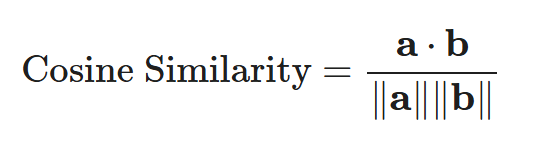 Cosine Similarity = a · b / ‖a‖‖b‖